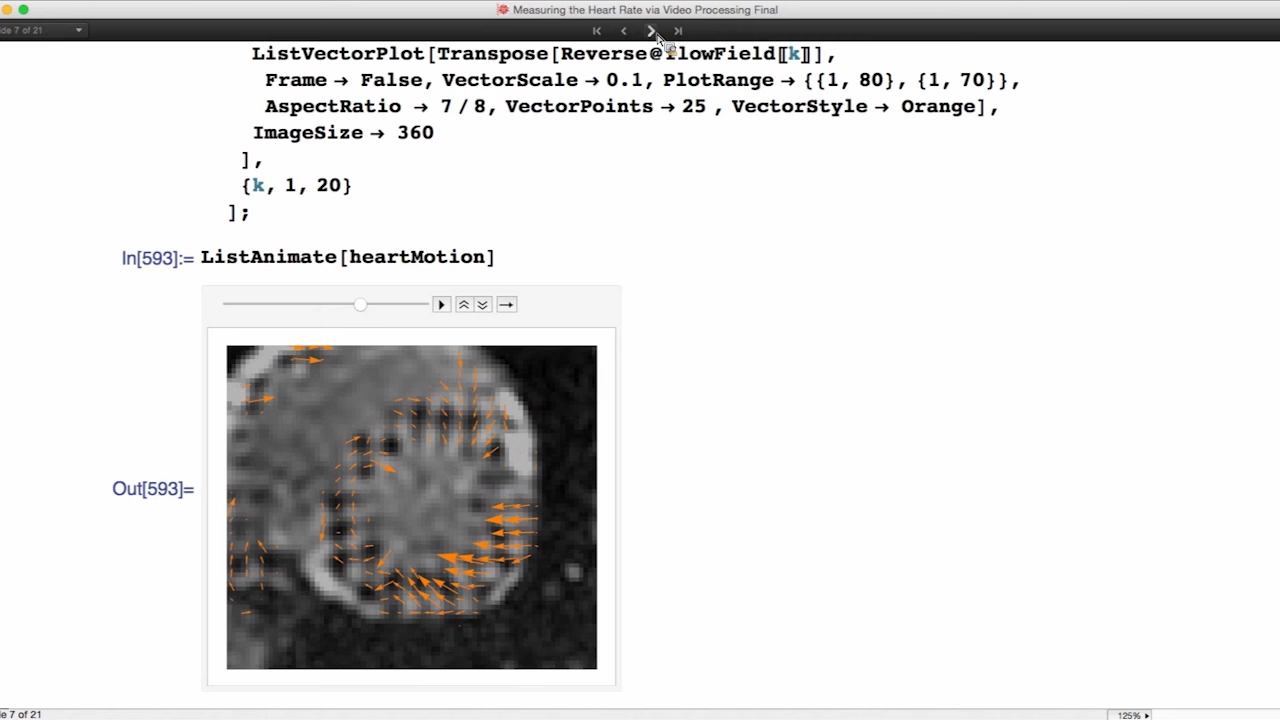 Measuring the Heart Rate via Video Processing Final
de 7 of 21
ListVectorPlot[Transpose[Reverse@flowField[[k]]],
Frame → False, VectorScale → 0.1, PlotRange → {{1, 80}, {1, 70}},
AspectRatio → 7 / 8, VectorPoints → 25 , VectorStyle → Orange],
ImageSize → 360
],
{k, 1, 20}
];
In[593]:= ListAnimate[heartMotion]
Out[593]=
de 7 of 21
125%